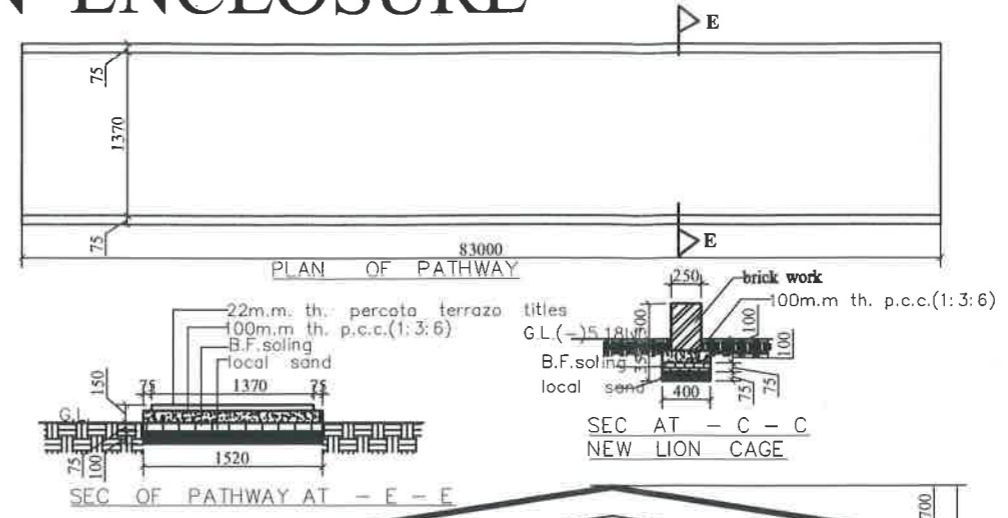 N ENCLOSURE
E
75
1370
75
E
83000
PLAN OF PATHWAY
22m.m. th. percota terrazo titles
100m.m th. p.c.c.(1:3:6)
B.F.soling
local sand
150
75 1370 75
G.L.
75
100
1520
SEC OF PATHWAY AT - E - E
250
brick work
100m.m th. p.c.c.(1:3:6)
G.L.(-)5.18
B.F.soling
local sand
100
100
75
75
400
SEC AT - C - C
NEW LION CAGE
700